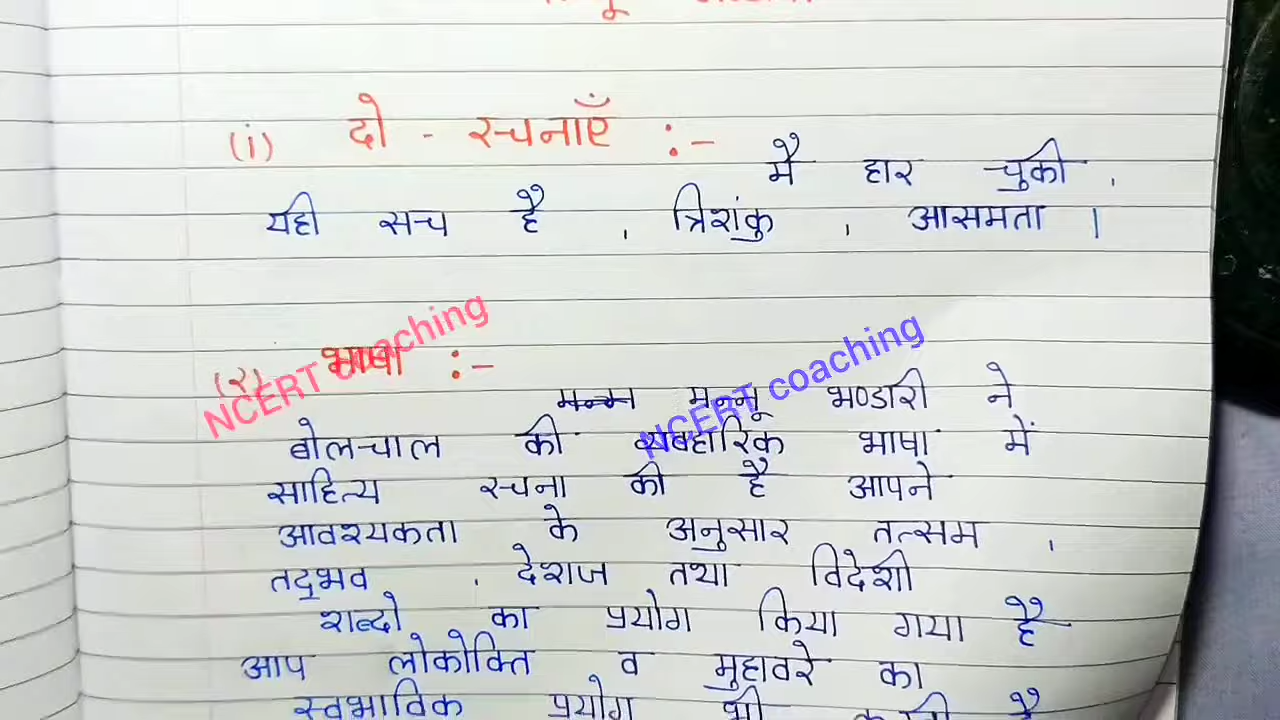 (i) दो - रचनाएँ :-
मै हार चुकी ,
यही सच है , त्रिशंकु , आसमता ।
NCERT coaching
(२) भाषा :-
NCERT coaching
मन्नू भण्डारी ने
बोलचाल की व्यवहारिक भाषा में
साहित्य रचना की है आपने
आवश्यकता के अनुसार तत्सम ,
तद्भव , देशज तथा विदेशी
शब्दो का प्रयोग किया गया है
आप लोकोक्ति व मुहावरे का
स्वभाविक प्रयोग भी है